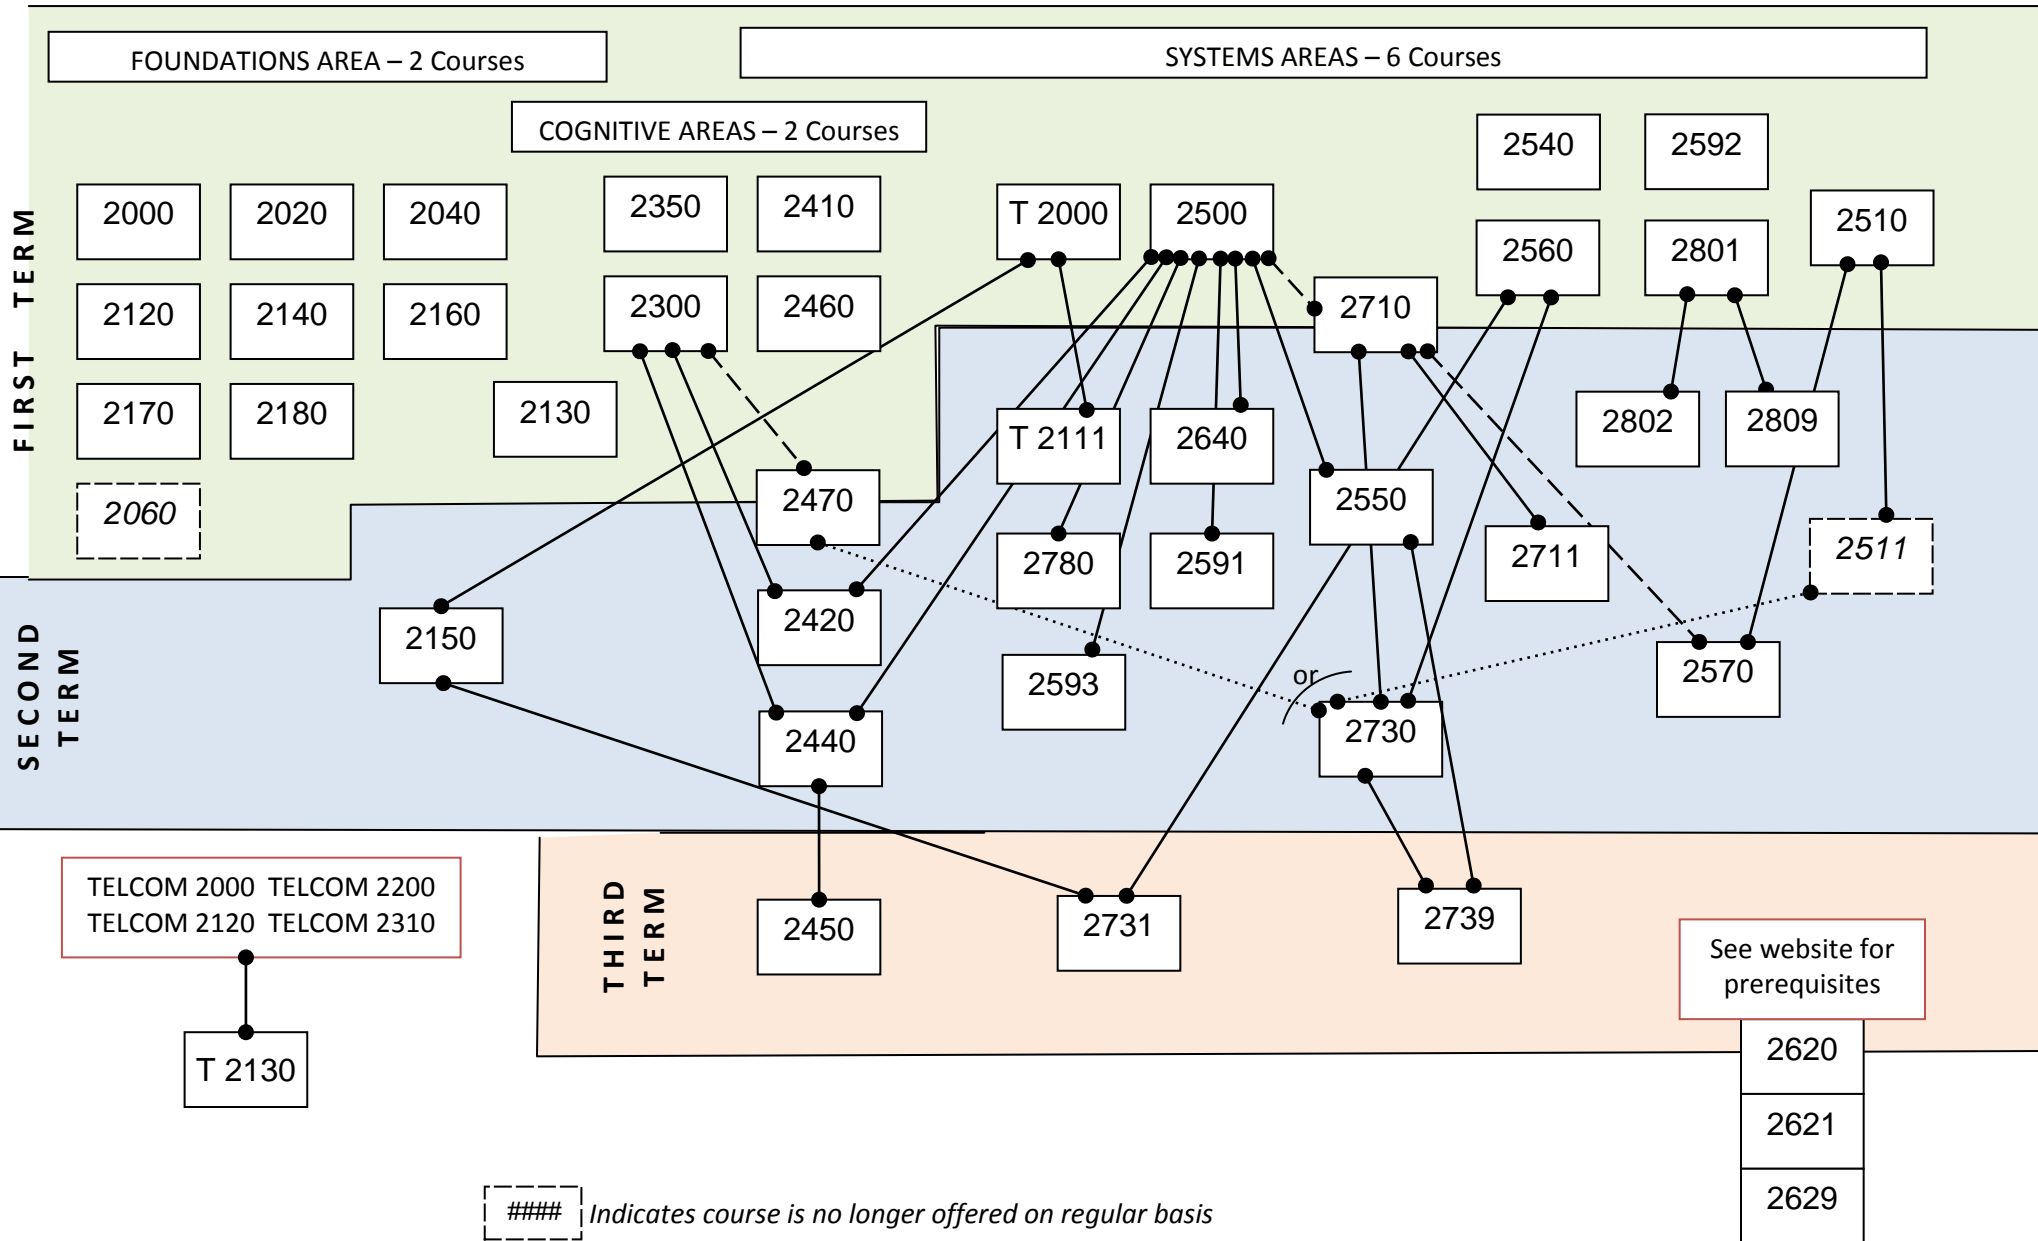 FOUNDATIONS AREA – 2 Courses
SYSTEMS AREAS – 6 Courses
COGNITIVE AREAS – 2 Courses
FIRST TERM
2540
2592
2000
2020
2040
2350
2410
T 2000
2500
2510
2560
2801
2120
2140
2160
2300
2460
2710
2170
2180
2130
T 2111
2640
2802
2809
2060
2470
2550
2780
2591
2711
2511
SECOND
TERM
2150
2420
2593
or
2570
2440
2730
THIRD
TERM
TELCOM 2000 TELCOM 2200
TELCOM 2120 TELCOM 2310
2450
2731
2739
See website for
prerequisites
T 2130
2620
2621
2629
#### Indicates course is no longer offered on regular basis